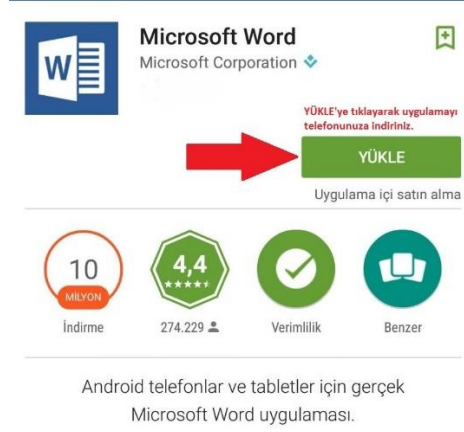 W
Microsoft Word
Microsoft Corporation
YÜKLE'ye tıklayarak uygulamayı
telefonunuza indiriniz.
YÜKLE
Uygulama içi satın alma
10
MİLYON
4,4
İndirme
274.229
Verimlilik
Benzer
Android telefonlar ve tabletler için gerçek
Microsoft Word uygulaması.